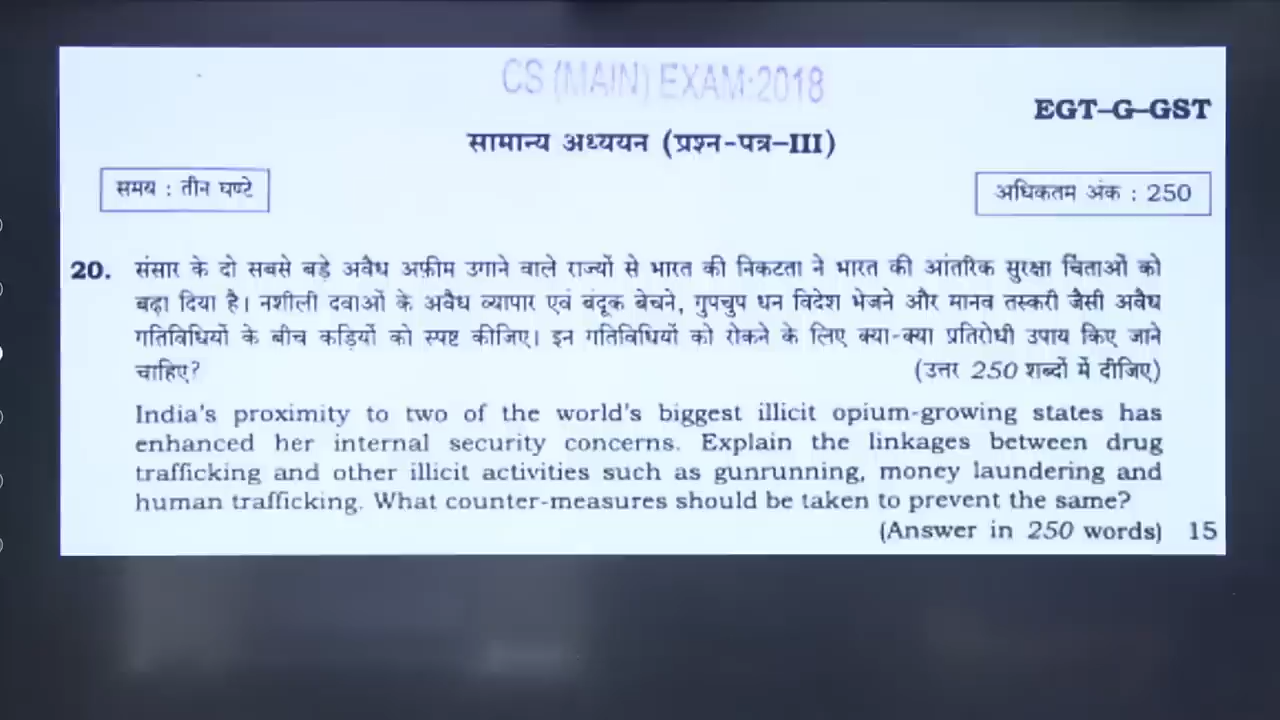 CS (MAIN) EXAM:2018
EGT–G–GST
सामान्य अध्ययन (प्रश्न-पत्र–III)
समय : तीन घण्टे
अधिकतम अंक : 250
20. संसार के दो सबसे बड़े अवैध अफ़ीम उगाने वाले राज्यों से भारत की निकटता ने भारत की आंतरिक सुरक्षा चिंताओं को
बढ़ा दिया है। नशीली दवाओं के अवैध व्यापार एवं बंदूक बेचने, गुपचुप धन विदेश भेजने और मानव तस्करी जैसी अवैध
गतिविधियों के बीच कड़ियों को स्पष्ट कीजिए। इन गतिविधियों को रोकने के लिए क्या-क्या प्रतिरोधी उपाय किए जाने
चाहिए? (उत्तर 250 शब्दों में दीजिए)
India's proximity to two of the world's biggest illicit opium-growing states has
enhanced her internal security concerns. Explain the linkages between drug
trafficking and other illicit activities such as gunrunning, money laundering and
human trafficking. What counter-measures should be taken to prevent the same?
(Answer in 250 words) 15